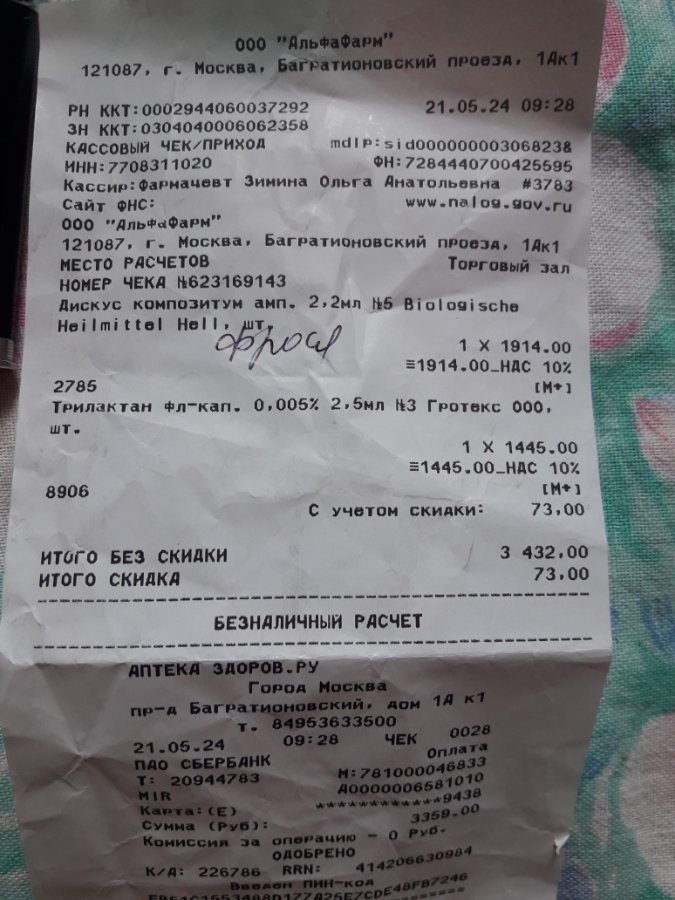 ООО "АльфаФарм"
121087, г. Москва, Багратионовский проезд, 1Ак1
РН ККТ:0002944060037292 21.05.24 09:28
ЗН ККТ:0304040006062358
КАССОВЫЙ ЧЕК/ПРИХОД mdlp:sid0000000003068238
ИНН:7708311020 ФН:7284440700425595
Кассир:Фармацевт Зимина Ольга Анатольевна #3783
Сайт ФНС: www.nalog.gov.ru
ООО "АльфаФарм"
121087, г. Москва, Багратионовский проезд, 1Ак1
МЕСТО РАСЧЕТОВ Торговый зал
НОМЕР ЧЕКА №623169143
Дискус композитум амп. 2,2мл №5 Biologische
Heilmittel Hell, шт.
1 X 1914.00
≡1914.00_НДС 10%
2785 [М+]
Трилактан фл-кап. 0,005% 2,5мл №3 Гротекс ООО,
шт.
1 X 1445.00
≡1445.00_НДС 10%
8906 [М+]
С учетом скидки: 73,00
ИТОГО БЕЗ СКИДКИ 3 432,00
ИТОГО СКИДКА 73,00
БЕЗНАЛИЧНЫЙ РАСЧЕТ
АПТЕКА ЗДОРОВ.РУ
Город Москва
пр-д Багратионовский, дом 1Д к1
т. 84953633500
21.05.24 09:28 ЧЕК 0028
ПАО СБЕРБАНК Оплата
Т: 20944783 М:781000046833
MIR A0000006581010
Карта:(E) ************9438
Сумма (Руб): 3359.00
Комиссия за операцию - 0 Руб.
ОДОБРЕНО
К/А: 226786 RRN: 414206630984
Введен ПИН-код